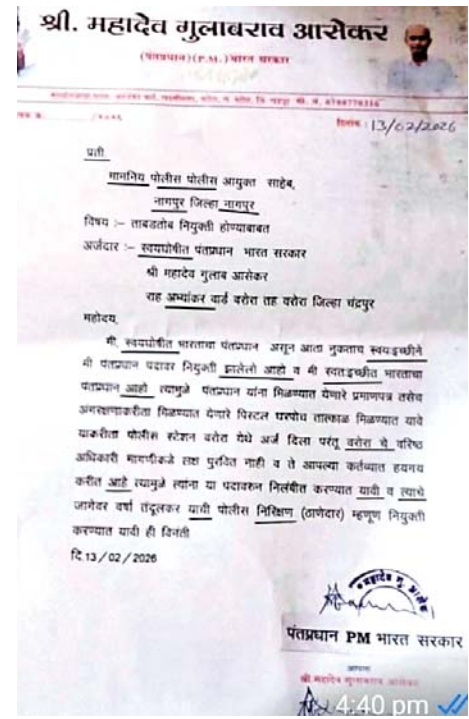 श्री. महादेव गुलाबराव आसेकर
(पंतप्रधान)(P.M.)भारत सरकार
दिनांक : 13/02/2026
प्रती.
माननिय पोलीस पोलीस आयुक्त साहेब,
नागपुर जिल्हा नागपुर
विषय :– ताबडतोब नियुक्ती होण्याबाबत
अर्जदार :– स्वयघोषीत पंतप्रधान भारत सरकार
श्री महादेव गुलाब आसेकर
राह अभ्यांकर वार्ड वरोरा तह वरोरा जिल्हा चंद्रपुर
महोदय,
मी, स्वयघोषीत भारताचा पंतप्रधान असून आता नुकताच स्वयःइच्छीने
मी पंतप्रधान पदावर नियुक्ती झालेलो आहो व मी स्वतःइच्छीत भारताचा
पंतप्रधान आहो त्यामुळे पंतप्रधान यांना मिळण्यात येणारे प्रमाणपत्र तसेच
अंगरक्षणाकरीता मिळण्यात येणारे पिस्टल घरपोच तात्काळ मिळण्यात यावे
याकरीता पोलीस स्टेशन वरोरा येथे अर्ज दिला परंतू वरोरा चे वरिष्ठ
अधिकारी मागणीकडे लक्ष पुरवित नाही व ते आपल्या कर्तव्यात हयगय
करीत आहे त्यामुळे त्यांना या पदावरुन निलंबीत करण्यात यावी व त्याचे
जागेवर वर्षा तंदूलकर यांची पोलीस निरिक्षण (ठाणेदार) म्हणूण नियुक्ती
करण्यात यावी ही विनंती
दि.13/02/2026
पंतप्रधान PM भारत सरकार
आपला
श्री महादेव गुलाबराव आसेकर
4:40 pm